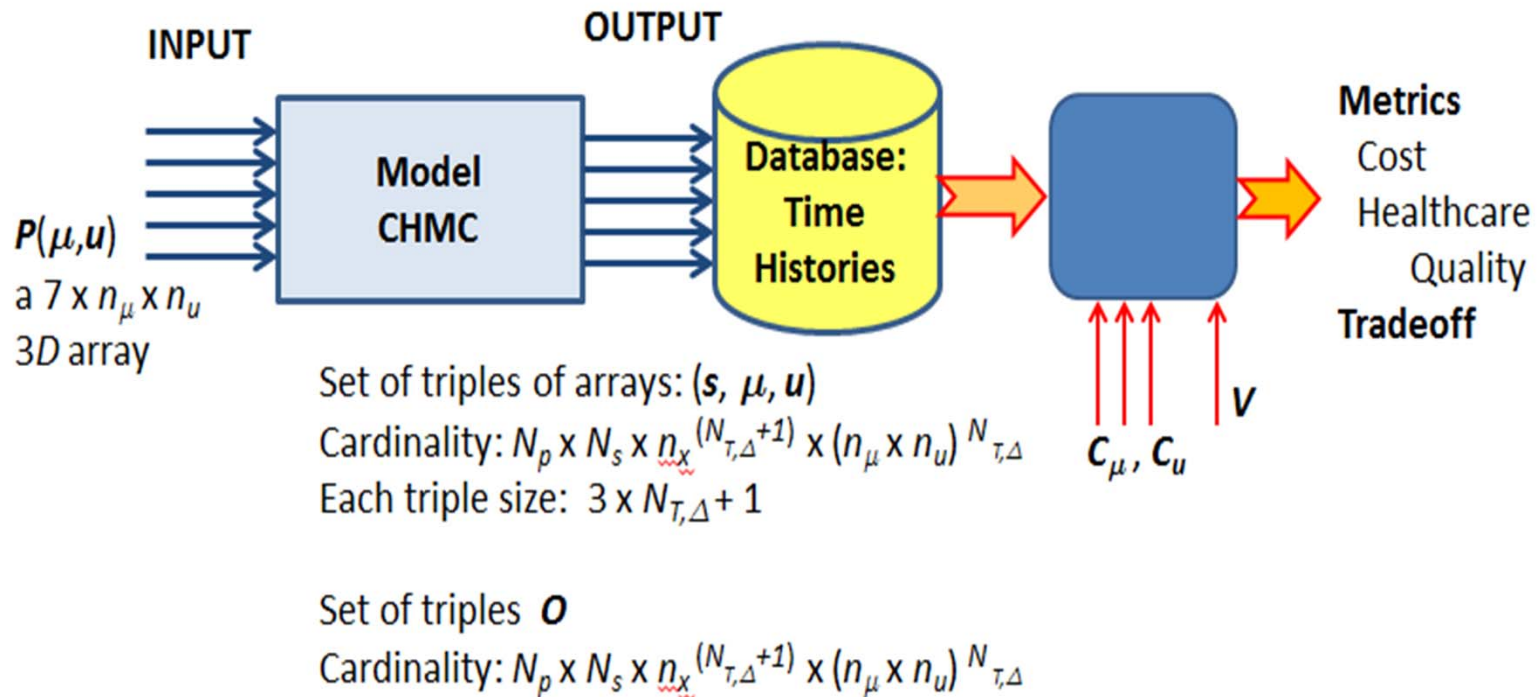 INPUT
OUTPUT
P(μ,u)
a 7 x nμ x nu
3D array
Model
CHMC
Database:
Time
Histories
Metrics
Cost
Healthcare
Quality
Tradeoff
Cμ, Cu
V
Set of triples of arrays: (s, μ, u)
Cardinality: Np x Ns x nx^(NT,Δ+1) x (nμ x nu)^NT,Δ
Each triple size: 3 x NT,Δ + 1
Set of triples O
Cardinality: Np x Ns x nx^(NT,Δ+1) x (nμ x nu)^NT,Δ